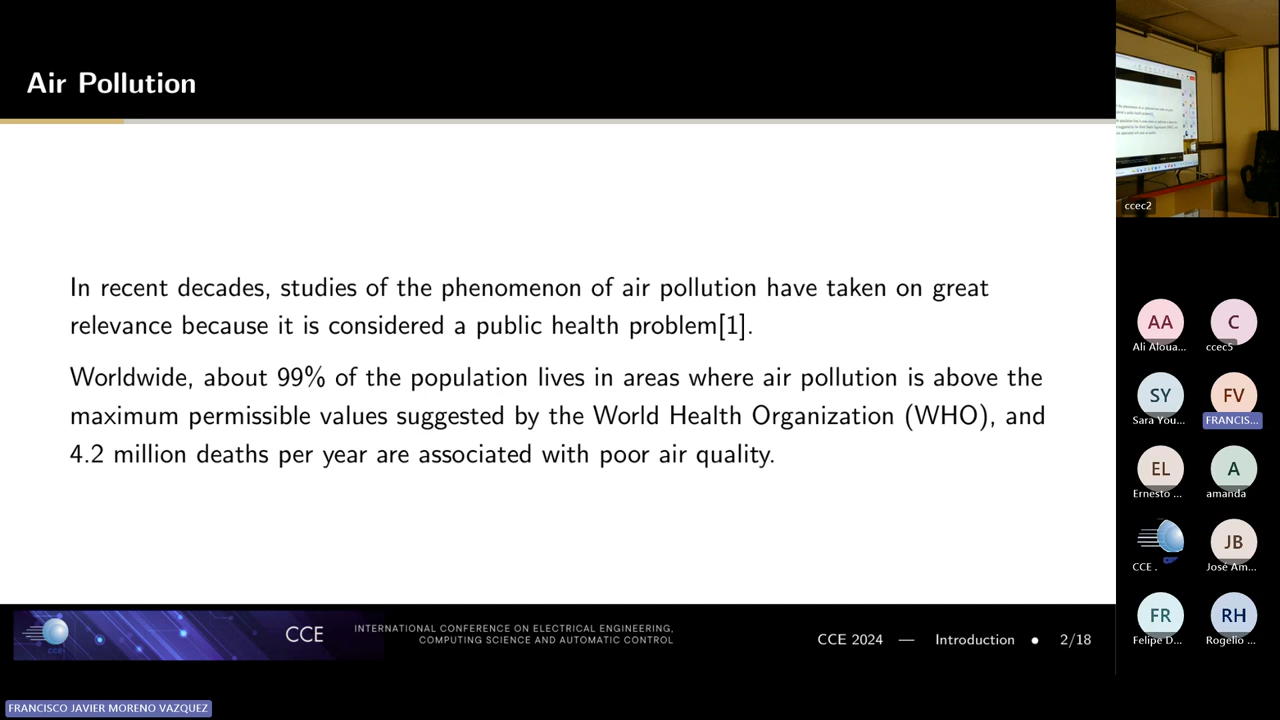 Air Pollution
In recent decades, studies of the phenomenon of air pollution have taken on great
relevance because it is considered a public health problem[1].
Worldwide, about 99% of the population lives in areas where air pollution is above the
maximum permissible values suggested by the World Health Organization (WHO), and
4.2 million deaths per year are associated with poor air quality.
CCE
INTERNATIONAL CONFERENCE ON ELECTRICAL ENGINEERING,
COMPUTING SCIENCE AND AUTOMATIC CONTROL
CCE 2024 — Introduction • 2/18
FRANCISCO JAVIER MORENO VAZQUEZ
ccec2
AA
Ali Aloua...
C
ccec5
SY
Sara You...
FV
FRANCIS...
EL
Ernesto ...
A
amanda
CCE .
JB
José Am...
FR
Felipe D...
RH
Rogelio ...